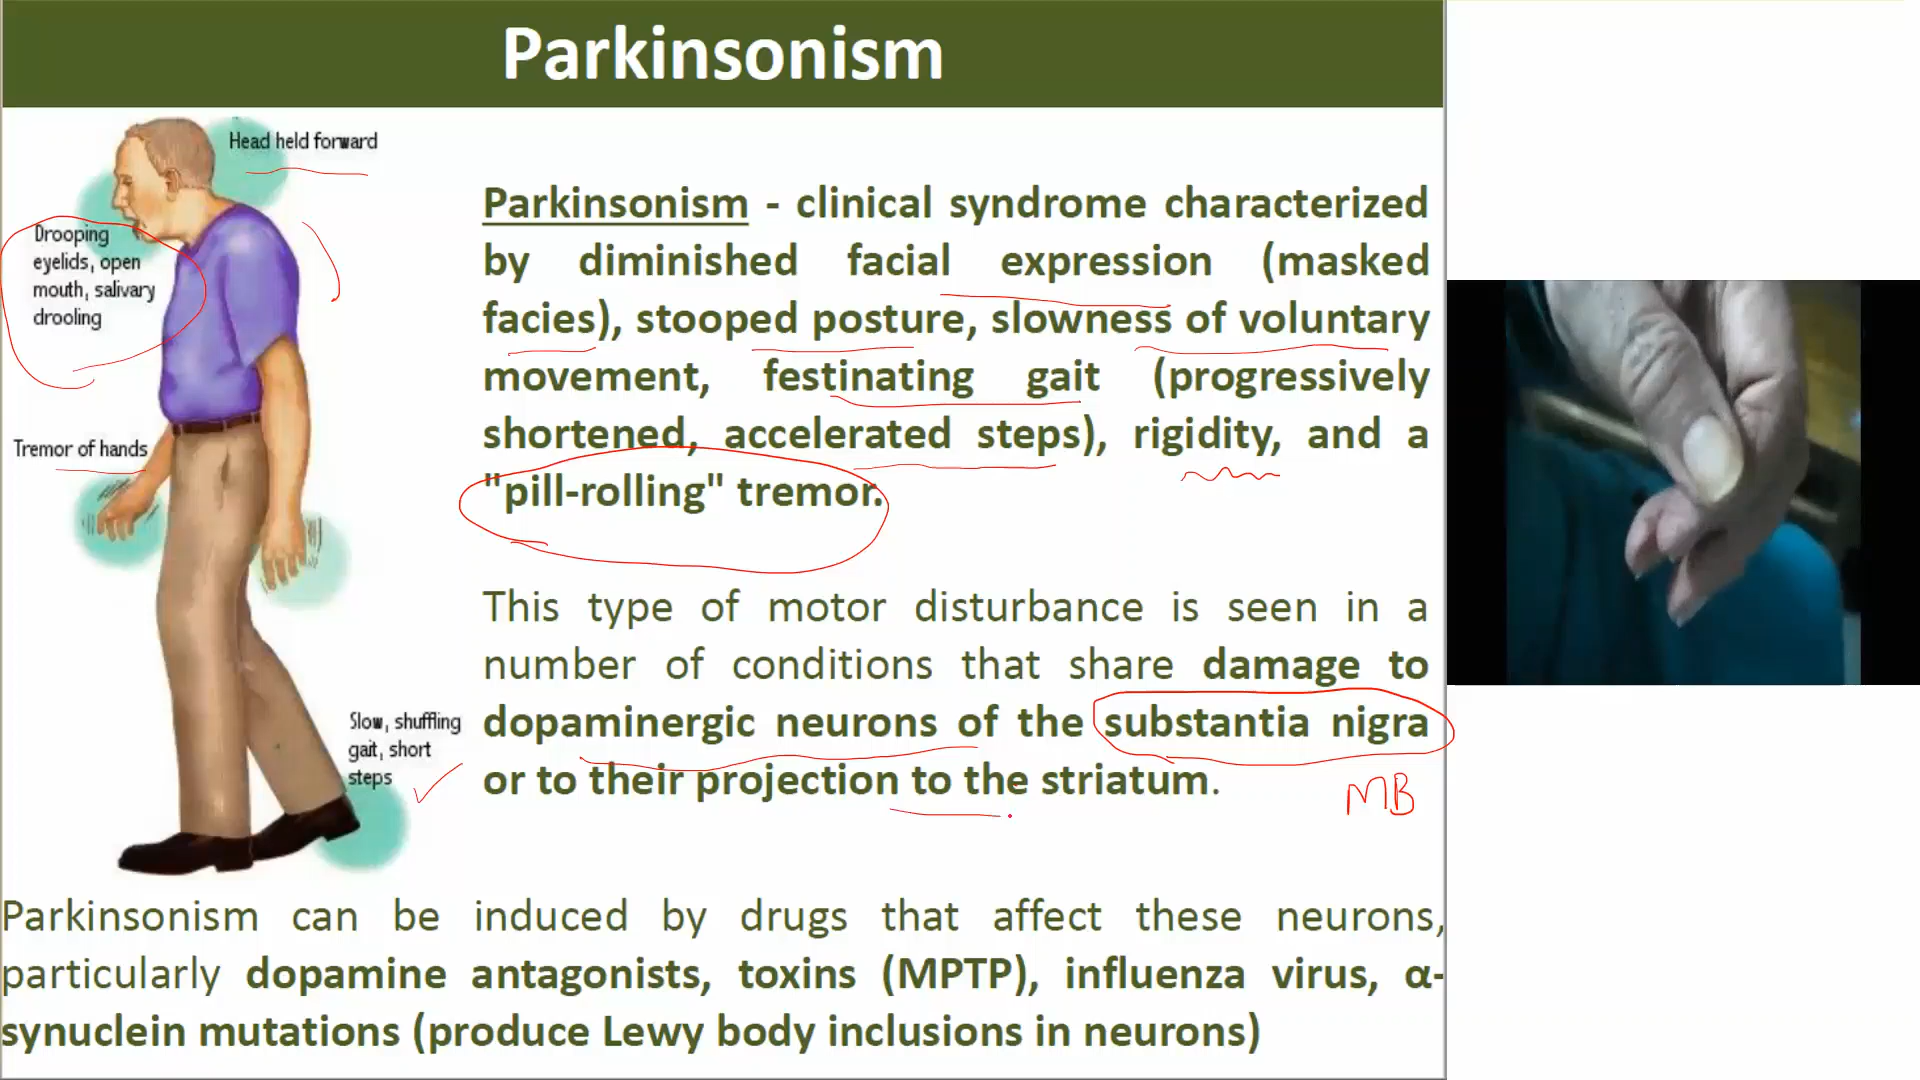 Parkinsonism
Head held forward
Drooping
eyelids, open
mouth, salivary
drooling
Tremor of hands
Slow, shuffling
gait, short
steps
Parkinsonism - clinical syndrome characterized
by diminished facial expression (masked
facies), stooped posture, slowness of voluntary
movement, festinating gait (progressively
shortened, accelerated steps), rigidity, and a
"pill-rolling" tremor.
This type of motor disturbance is seen in a
number of conditions that share damage to
dopaminergic neurons of the substantia nigra
or to their projection to the striatum.
MB
Parkinsonism can be induced by drugs that affect these neurons,
particularly dopamine antagonists, toxins (MPTP), influenza virus, α-
synuclein mutations (produce Lewy body inclusions in neurons)